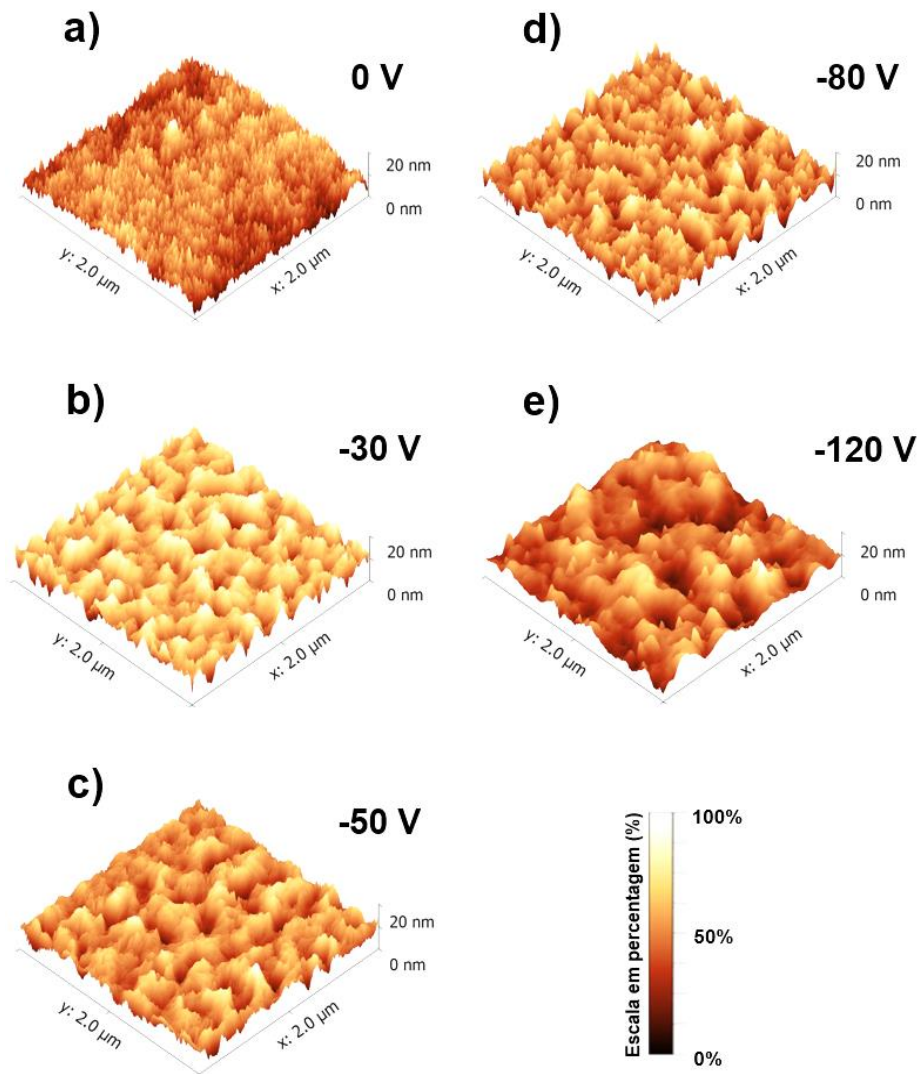 a)
0 V
20 nm
0 nm
y: 2.0 µm
x: 2.0 µm
d)
-80 V
20 nm
0 nm
y: 2.0 µm
x: 2.0 µm
b)
-30 V
20 nm
0 nm
y: 2.0 µm
x: 2.0 µm
e)
-120 V
20 nm
0 nm
y: 2.0 µm
x: 2.0 µm
c)
-50 V
20 nm
0 nm
y: 2.0 µm
x: 2.0 µm
Escala em percentagem (%)
100%
50%
0%